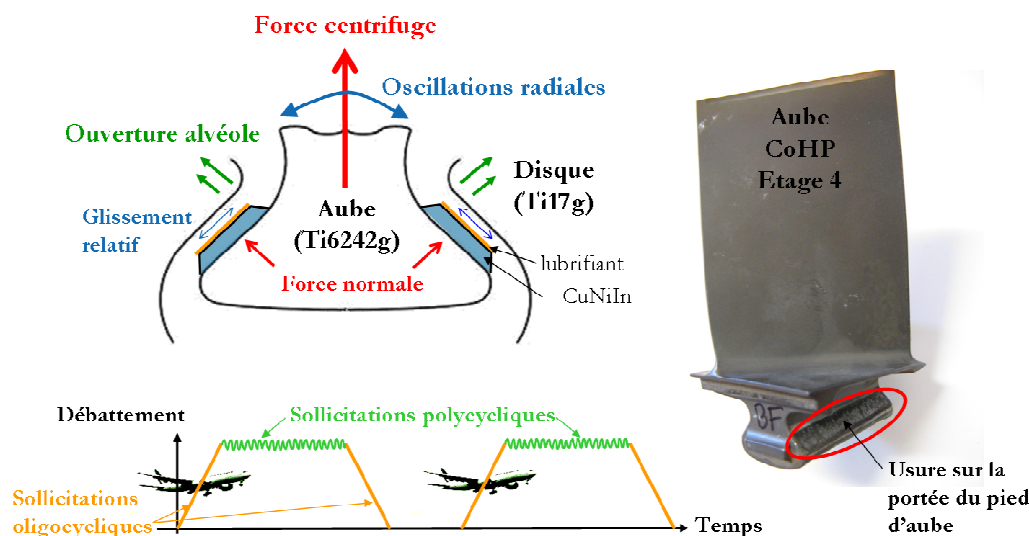 Force centrifuge
Oscillations radiales
Ouverture alvéole
Disque
(Ti17g)
Glissement
relatif
Aube
(Ti6242g)
lubrifiant
Force normale
CuNiIn
Aube
CoHP
Etage 4
3F
Usure sur la
portée du pied
d'aube
Débattement
Sollicitations polycycliques
Sollicitations
oligocycliques
Temps